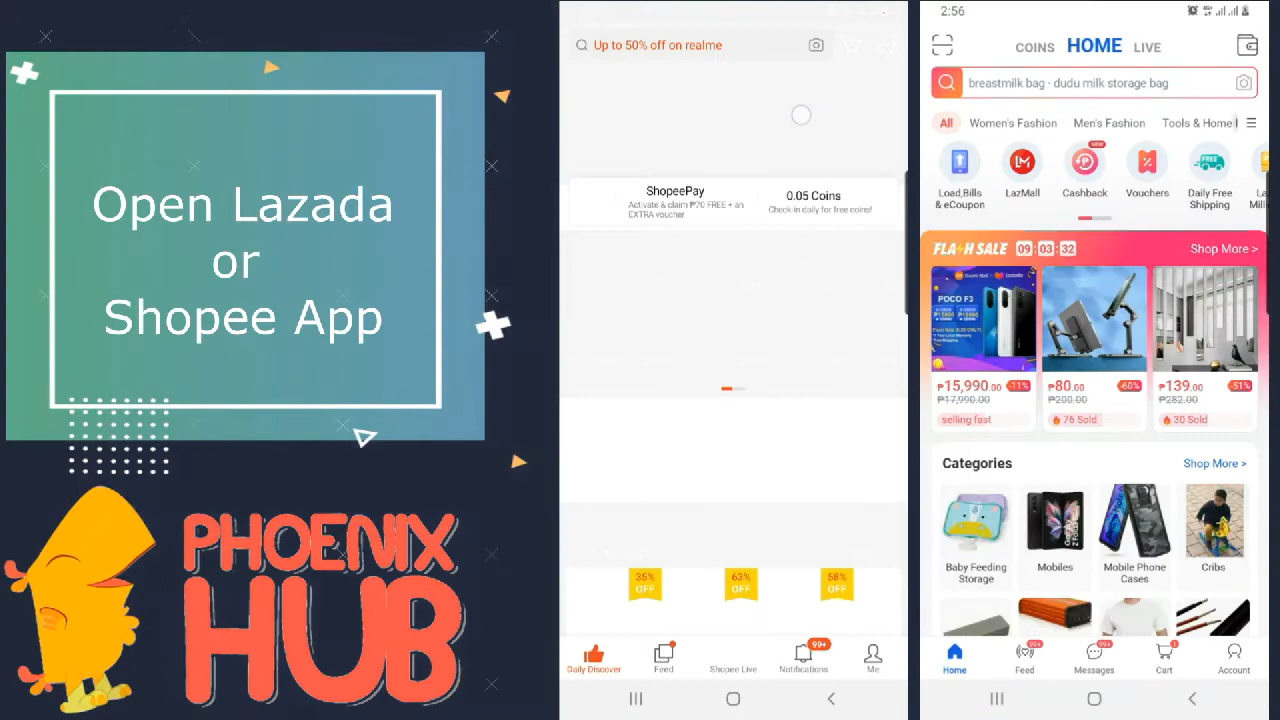 Open Lazada
or
Shopee App
PHOENIX
HUB
Up to 50% off on realme
ShopeePay
Activate & claim ₱70 FREE + an
EXTRA voucher
0.05 Coins
Check-in daily for free coins!
35%
OFF
63%
OFF
58%
OFF
99+
Daily Discover
Feed
Shopee Live
Notifications
Me
2:56
COINS HOME LIVE
breastmilk bag - dudu milk storage bag
All Women's Fashion Men's Fashion Tools & Home
NEW
Load,Bills
& eCoupon
LazMall
Cashback
Vouchers
Daily Free
Shipping
FLASH SALE 09:03:32 Shop More >
POCO F3
₱15,990.00 -11%
₱17,990.00
selling fast
₱80.00 -60%
₱200.00
76 Sold
₱139.00 -51%
₱282.00
30 Sold
Categories Shop More >
Baby Feeding
Storage
Mobiles
Mobile Phone
Cases
Cribs
99+
99+
Home
Feed
Messages
Cart
Account